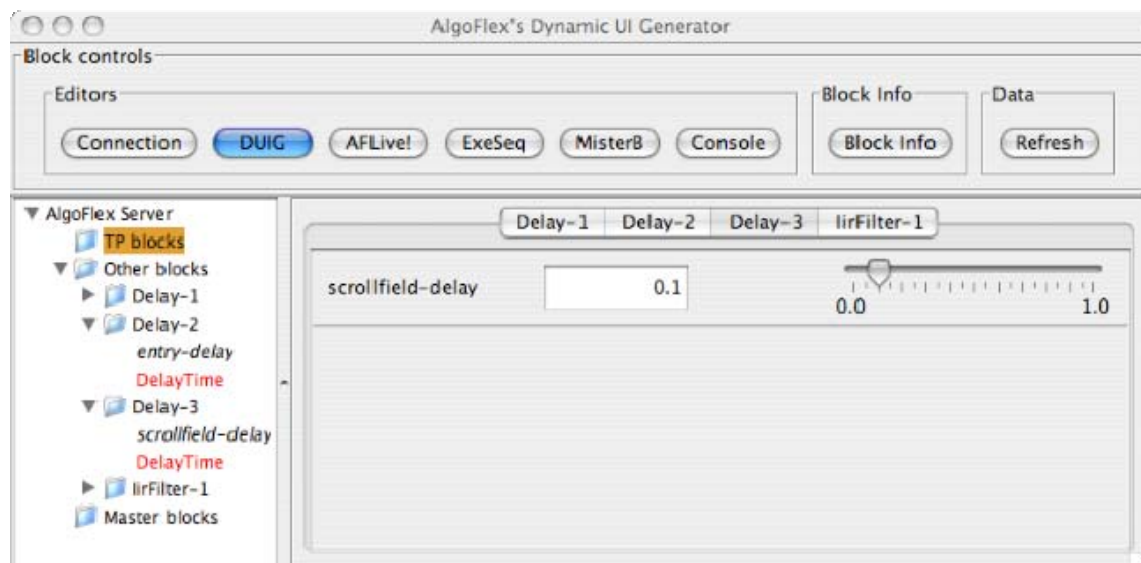 AlgoFlex"s Dynamic UI Generator
Block controls
Editors
Block Info
Data
Connection DUIG AFLive! ExeSeq MisterB Console
Block Info
Refresh
AlgoFlex Server
TP blocks
Other blocks
Delay-1
Delay-2
entry-delay
DelayTime
Delay-3
scrollfield-delay
DelayTime
IirFilter-1
Master blocks
Delay-1 Delay-2 Delay-3 IirFilter-1
scrollfield-delay 0.1
0.0 1.0